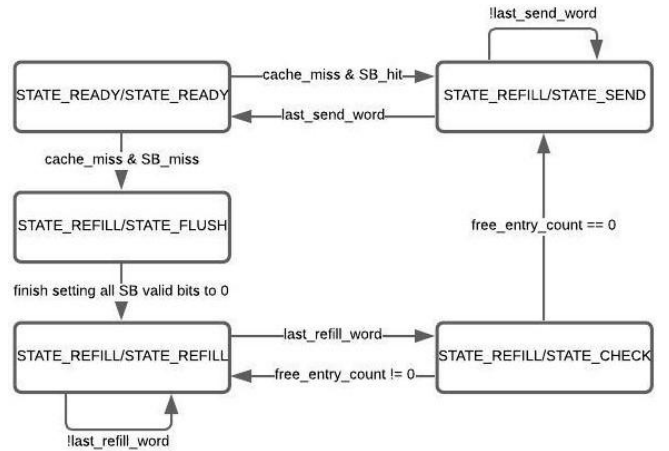 !last_send_word
cache_miss & SB_hit
STATE_READY/STATE_READY
STATE_REFILL/STATE_SEND
last_send_word
cache_miss & SB_miss
STATE_REFILL/STATE_FLUSH
free_entry_count == 0
finish setting all SB valid bits to 0
last_refill_word
STATE_REFILL/STATE_REFILL
STATE_REFILL/STATE_CHECK
free_entry_count != 0
!last_refill_word